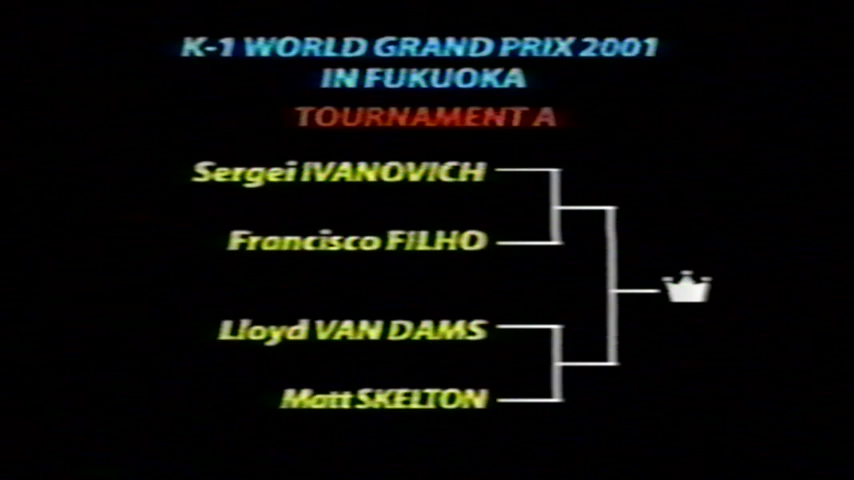 K-1 WORLD GRAND PRIX 2001
IN FUKUOKA
TOURNAMENT A
Sergei IVANOVICH
Francisco FILHO
Lloyd VAN DAMS
Matt SKELTON